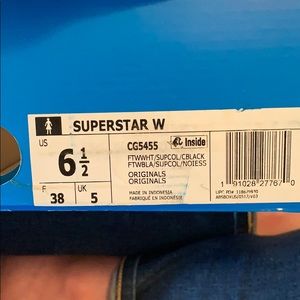 SUPERSTAR W
US
6 1/2
CG5455
Inside
FTWWHT/SUPCOL/CBLACK
FTWBLA/SUPCOL/NOIESS
ORIGINALS
ORIGINALS
F
38
UK
5
MADE IN INDONESIA
FABRIQUÉ EN INDONÉSIE
1 91028 27767 0